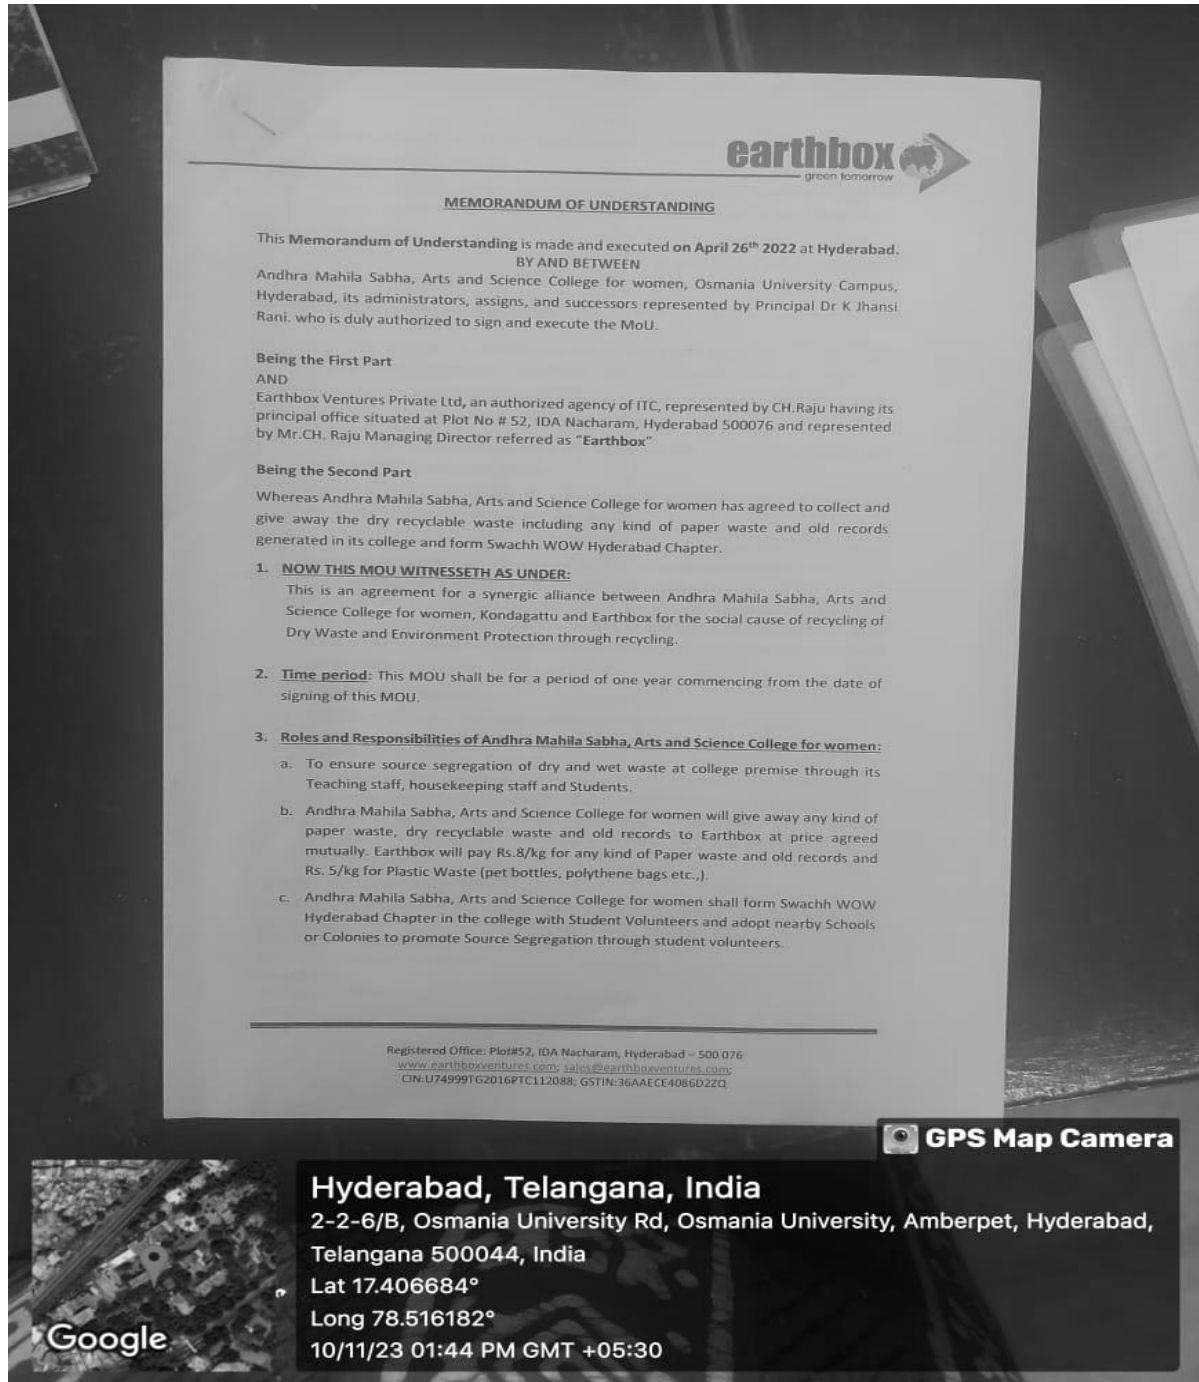 earthbox
green tomorrow
MEMORANDUM OF UNDERSTANDING
This Memorandum of Understanding is made and executed on April 26th 2022 at Hyderabad.
BY AND BETWEEN
Andhra Mahila Sabha, Arts and Science College for women, Osmania University Campus,
Hyderabad, its administrators, assigns, and successors represented by Principal Dr K Jhansi
Rani. who is duly authorized to sign and execute the MoU.
Being the First Part
AND
Earthbox Ventures Private Ltd, an authorized agency of ITC, represented by CH.Raju having its
principal office situated at Plot No # 52, IDA Nacharam, Hyderabad 500076 and represented
by Mr.CH. Raju Managing Director referred as "Earthbox"
Being the Second Part
Whereas Andhra Mahila Sabha, Arts and Science College for women has agreed to collect and
give away the dry recyclable waste including any kind of paper waste and old records
generated in its college and form Swachh WOW Hyderabad Chapter.
1. NOW THIS MOU WITNESSETH AS UNDER:
This is an agreement for a synergic alliance between Andhra Mahila Sabha, Arts and
Science College for women, Kondagattu and Earthbox for the social cause of recycling of
Dry Waste and Environment Protection through recycling.
2. Time period: This MOU shall be for a period of one year commencing from the date of
signing of this MOU.
3. Roles and Responsibilities of Andhra Mahila Sabha, Arts and Science College for women:
a. To ensure source segregation of dry and wet waste at college premise through its
Teaching staff, housekeeping staff and Students.
b. Andhra Mahila Sabha, Arts and Science College for women will give away any kind of
paper waste, dry recyclable waste and old records to Earthbox at price agreed
mutually. Earthbox will pay Rs.8/kg for any kind of Paper waste and old records and
Rs. 5/kg for Plastic Waste (pet bottles, polythene bags etc.,).
c. Andhra Mahila Sabha, Arts and Science College for women shall form Swachh WOW
Hyderabad Chapter in the college with Student Volunteers and adopt nearby Schools
or Colonies to promote Source Segregation through student volunteers.
Registered Office: Plot#52, IDA Nacharam, Hyderabad – 500 076
www.earthboxventures.com; sales@earthboxventures.com;
CIN:U74999TG2016PTC112088; GSTIN:36AAECE4086D2ZQ
GPS Map Camera
Hyderabad, Telangana, India
2-2-6/B, Osmania University Rd, Osmania University, Amberpet, Hyderabad,
Telangana 500044, India
Lat 17.406684°
Long 78.516182°
10/11/23 01:44 PM GMT +05:30
Google